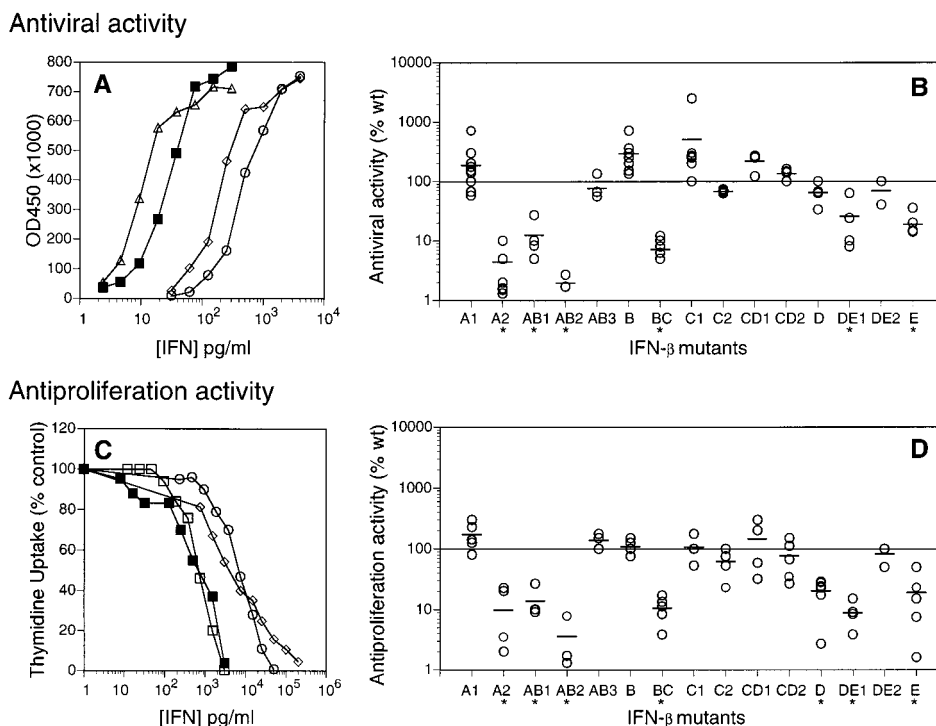 Antiviral activity
A
OD450 (x1000)
800
700
600
500
400
300
200
100
0
1 10 10² 10³ 10⁴
[IFN] pg/ml
B
Antiviral activity (% wt)
10000
1000
100
10
1
A1 A2 AB1 AB2 AB3 B BC C1 C2 CD1 CD2 D DE1 DE2 E
* * * * * *
IFN-β mutants
Antiproliferation activity
C
Thymidine Uptake (% control)
120
100
80
60
40
20
0
1 10 10² 10³ 10⁴ 10⁵ 10⁶
[IFN] pg/ml
D
Antiproliferation activity (% wt)
10000
1000
100
10
1
A1 A2 AB1 AB2 AB3 B BC C1 C2 CD1 CD2 D DE1 DE2 E
* * * * * * *
IFN-β mutants